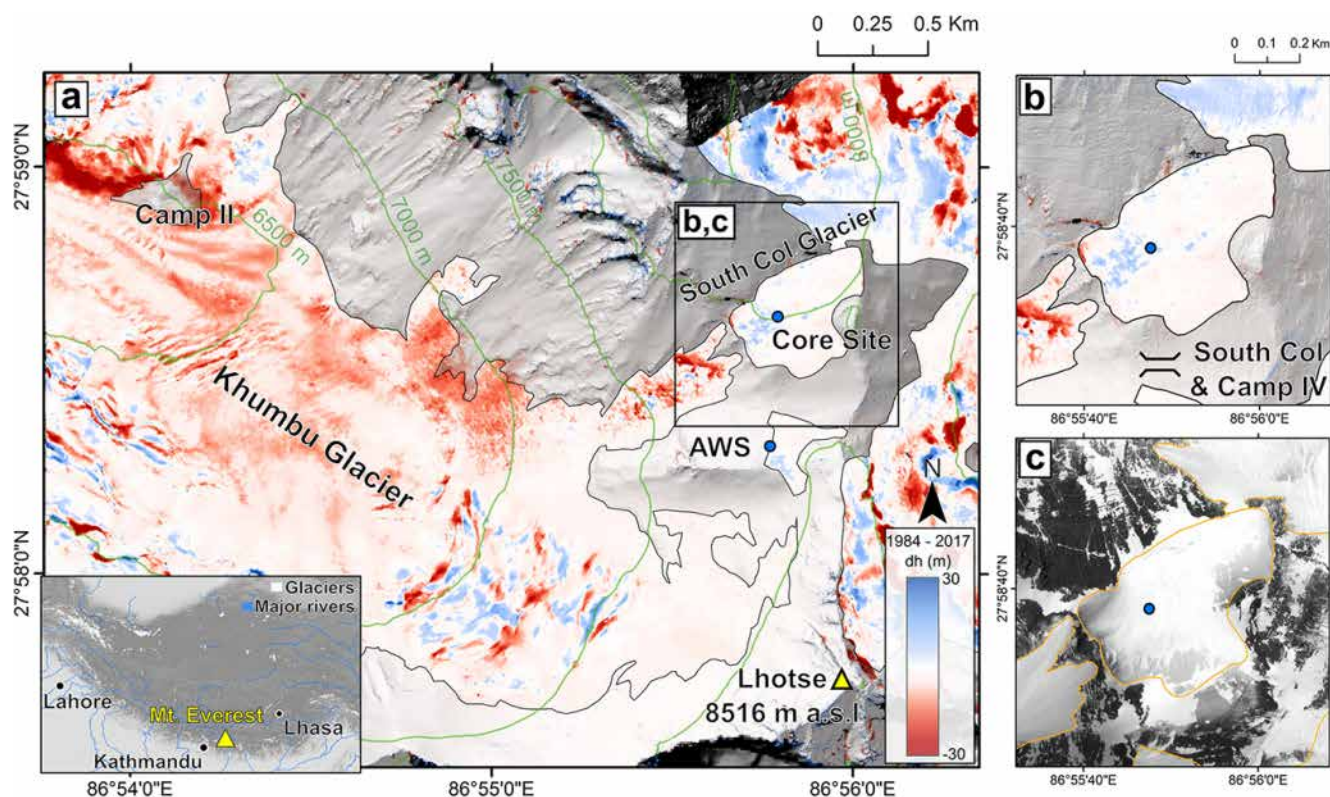 0 0.25 0.5 Km
a
27°59'0"N
27°58'0"N
Camp II
6500 m
7000 m
7500 m
8000 m
b,c
South Col Glacier
Core Site
Khumbu Glacier
AWS
N
1984 - 2017
dh (m)
30
-30
Lhotse
8516 m a.s.l
Glaciers
Major rivers
Lahore
Mt. Everest
Lhasa
Kathmandu
86°54'0"E
86°55'0"E
86°56'0"E
0 0.1 0.2 Km
b
27°58'40"N
South Col
& Camp IV
86°55'40"E
86°56'0"E
c
27°58'40"N
86°55'40"E
86°56'0"E